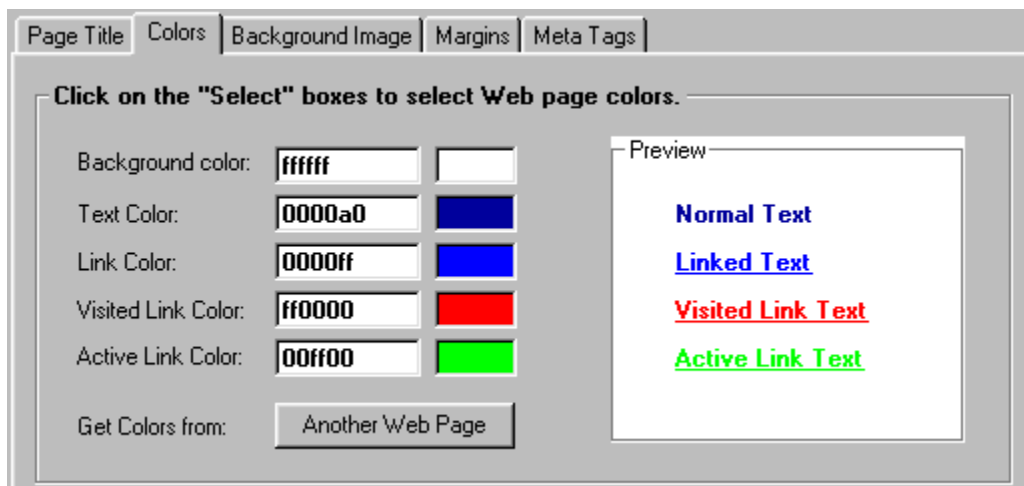 Page Title Colors Background Image Margins Meta Tags
Click on the "Select" boxes to select Web page colors.
Background color: ffffff
Text Color: 0000a0
Link Color: 0000ff
Visited Link Color: ff0000
Active Link Color: 00ff00
Get Colors from: Another Web Page
Preview
Normal Text
Linked Text
Visited Link Text
Active Link Text